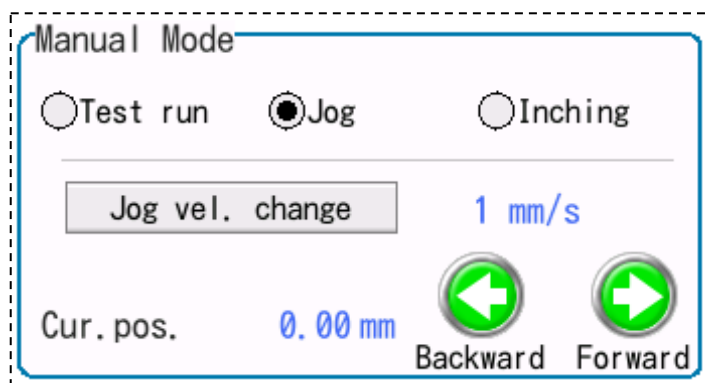 Manual Mode
Test run Jog Inching
Jog vel. change 1 mm/s
Cur.pos. 0.00 mm
Backward Forward